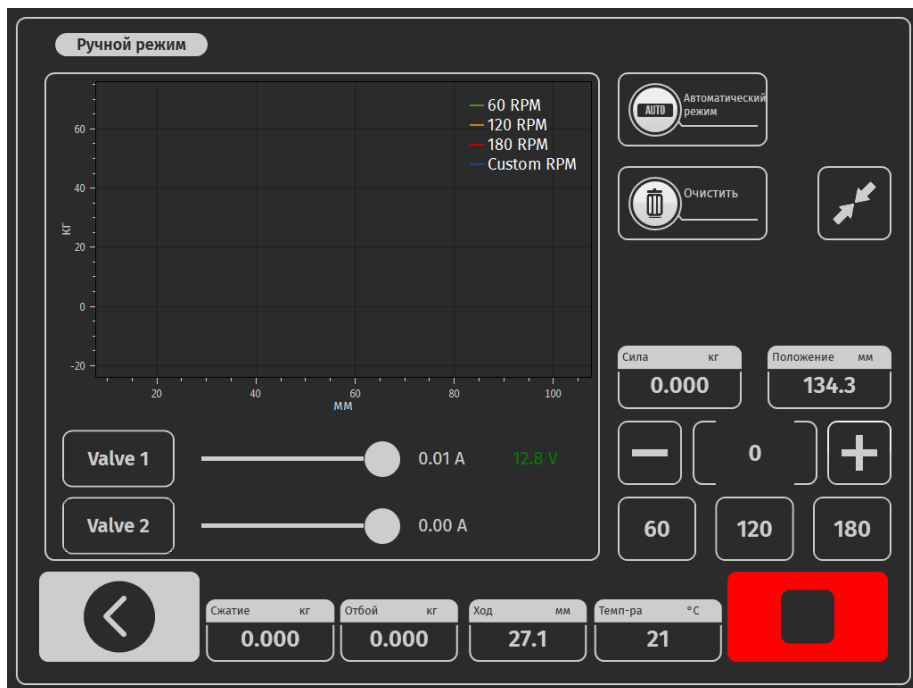 Ручной режим
60 RPM
120 RPM
180 RPM
Custom RPM
60
40
20
0
-20
кг
20
40
60
80
100
мм
Автоматический
режим
AUTO
Очистить
Сила кг
0.000
Положение мм
134.3
0
60
120
180
Valve 1
0.01 A
12.8 V
Valve 2
0.00 A
Сжатие кг
0.000
Отбой кг
0.000
Ход мм
27.1
Темп-ра °C
21